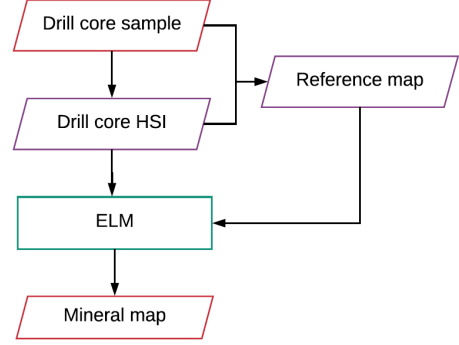 Drill core sample
Reference map
Drill core HSI
ELM
Mineral map